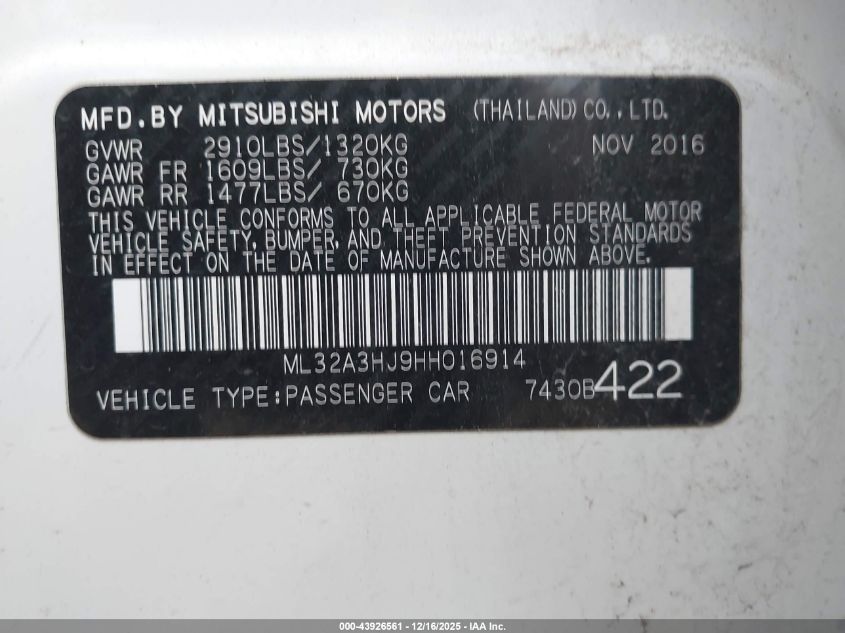 MFD.BY MITSUBISHI MOTORS (THAILAND) CO.,LTD.
GVWR 2910LBS/1320KG NOV 2016
GAWR FR 1609LBS/ 730KG
GAWR RR 1477LBS/ 670KG
THIS VEHICLE CONFORMS TO ALL APPLICABLE FEDERAL MOTOR
VEHICLE SAFETY, BUMPER, AND THEFT PREVENTION STANDARDS
IN EFFECT ON THE DATE OF MANUFACTURE SHOWN ABOVE.
ML32A3HJ9HH016914
VEHICLE TYPE:PASSENGER CAR 7430B422
000-43926561 - 12/16/2025 - IAA Inc.